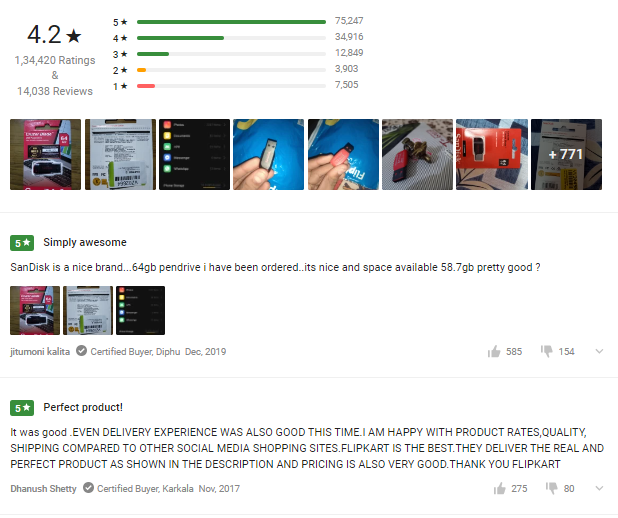 4.2★
1,34,420 Ratings
&
14,038 Reviews
5★ 75,247
4★ 34,916
3★ 12,849
2★ 3,903
1★ 7,505
+ 771
5★ Simply awesome
SanDisk is a nice brand...64gb pendrive i have been ordered..its nice and space available 58.7gb pretty good ?
jitumoni kalita Certified Buyer, Diphu Dec, 2019 585 154
5★ Perfect product!
It was good .EVEN DELIVERY EXPERIENCE WAS ALSO GOOD THIS TIME.I AM HAPPY WITH PRODUCT RATES,QUALITY,
SHIPPING COMPARED TO OTHER SOCIAL MEDIA SHOPPING SITES.FLIPKART IS THE BEST.THEY DELIVER THE REAL AND
PERFECT PRODUCT AS SHOWN IN THE DESCRIPTION AND PRICING IS ALSO VERY GOOD.THANK YOU FLIPKART
Dhanush Shetty Certified Buyer, Karkala Nov, 2017 275 80